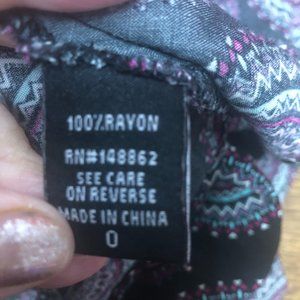 100% RAYON
RN#148862
SEE CARE
ON REVERSE
MADE IN CHINA
0